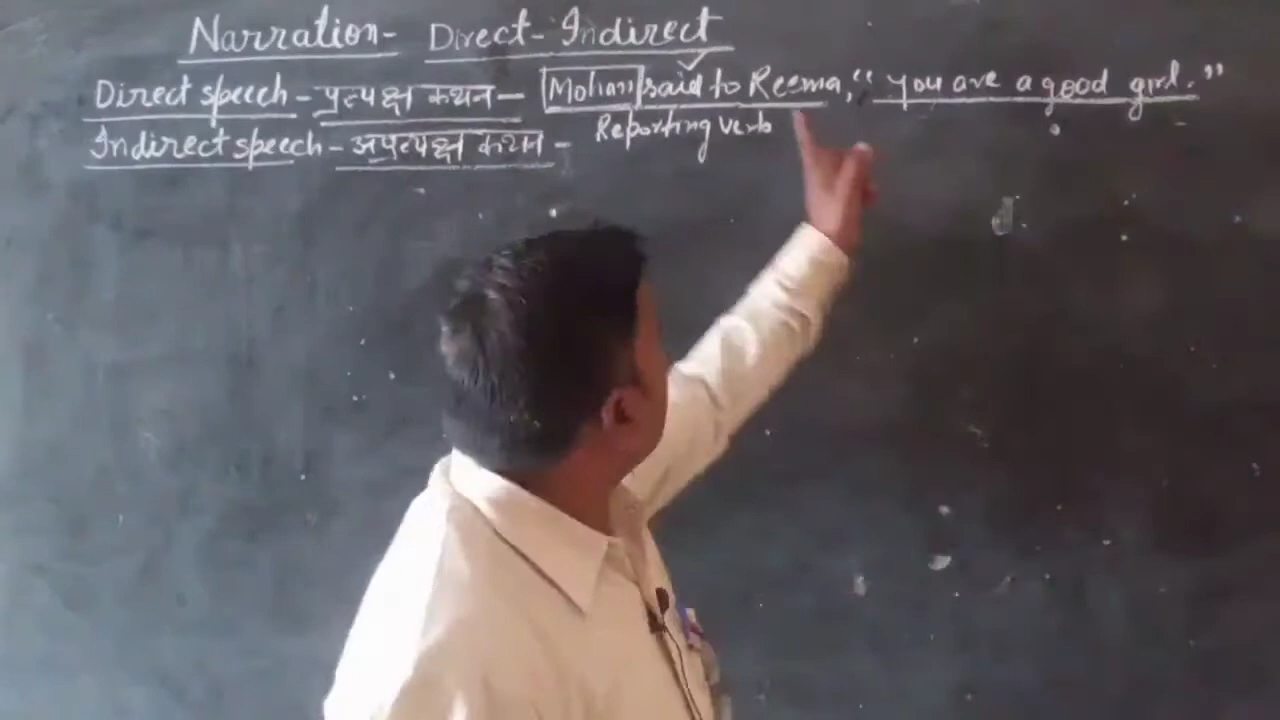 Narration- Direct-Indirect
Direct speech - प्रत्यक्ष कथन - Mohan said to Reema, "you are a good girl."
Reporting verb
Indirect speech - अप्रत्यक्ष कथन -